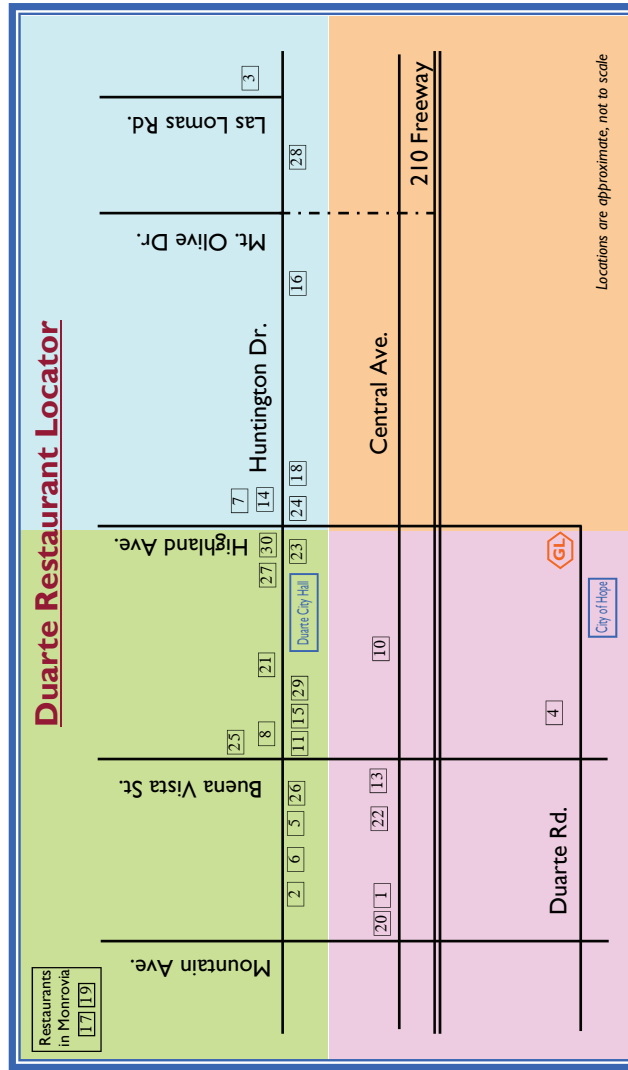 Duarte Restaurant Locator
Restaurants
in Monrovia
17 19
Mountain Ave.
Buena Vista St.
Highland Ave.
Mt. Olive Dr.
Las Lomas Rd.
3
25
7
8
21
27
30
14
Huntington Dr.
2
6
5
26
11
15
29
Duarte City Hall
23
24
18
16
28
20
1
22
13
10
Central Ave.
210 Freeway
4
GL
Duarte Rd.
City of Hope
Locations are approximate, not to scale